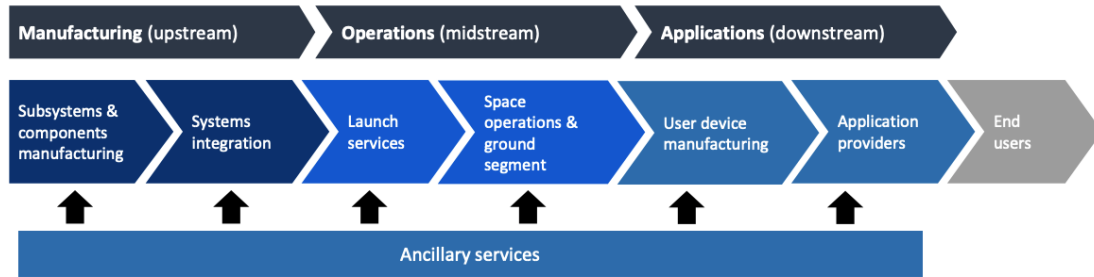 Manufacturing (upstream)
Operations (midstream)
Applications (downstream)
Subsystems &
components
manufacturing
Systems
integration
Launch
services
Space
operations &
ground
segment
User device
manufacturing
Application
providers
End
users
Ancillary services